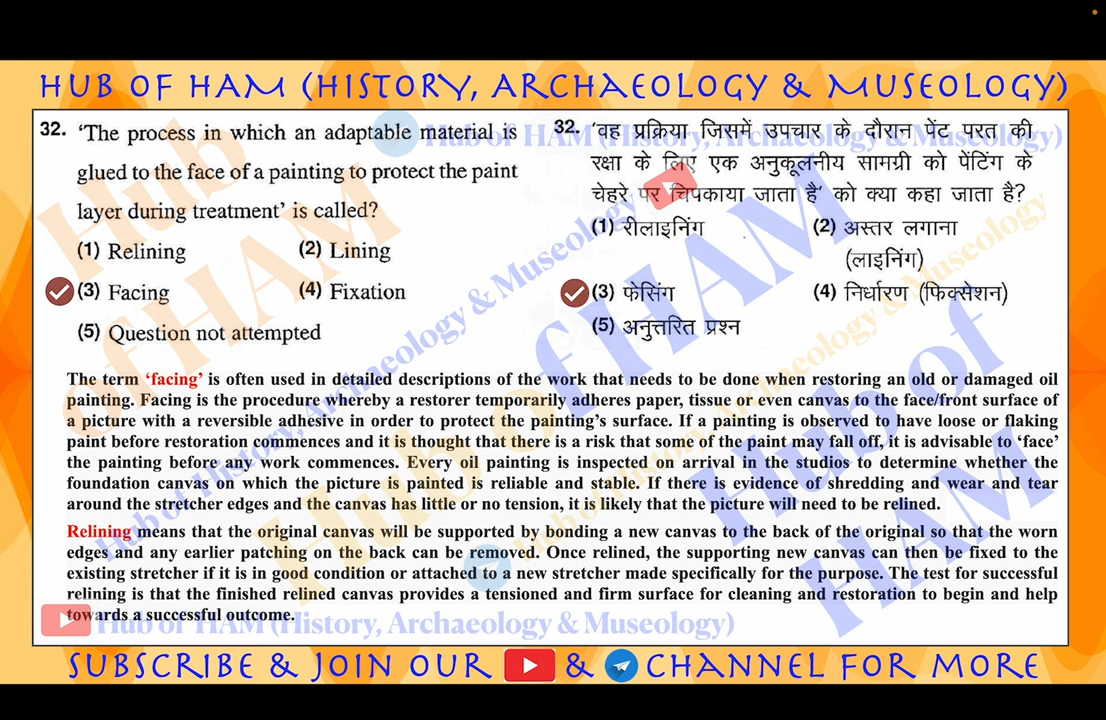 HUB OF HAM (HISTORY, ARCHAEOLOGY & MUSEOLOGY)
32. ‘The process in which an adaptable material is
glued to the face of a painting to protect the paint
layer during treatment’ is called?
(1) Relining (2) Lining
(3) Facing (4) Fixation
(5) Question not attempted
32. ‘वह प्रक्रिया जिसमें उपचार के दौरान पेंट परत की
रक्षा के लिए एक अनुकूलनीय सामग्री को पेंटिंग के
चेहरे पर चिपकाया जाता है’ को क्या कहा जाता है?
(1) रीलाइनिंग (2) अस्तर लगाना
(लाइनिंग)
(3) फेसिंग (4) निर्धारण (फिक्सेशन)
(5) अनुत्तरित प्रश्न
The term ‘facing’ is often used in detailed descriptions of the work that needs to be done when restoring an old or damaged oil
painting. Facing is the procedure whereby a restorer temporarily adheres paper, tissue or even canvas to the face/front surface of
a picture with a reversible adhesive in order to protect the painting’s surface. If a painting is observed to have loose or flaking
paint before restoration commences and it is thought that there is a risk that some of the paint may fall off, it is advisable to ‘face’
the painting before any work commences. Every oil painting is inspected on arrival in the studios to determine whether the
foundation canvas on which the picture is painted is reliable and stable. If there is evidence of shredding and wear and tear
around the stretcher edges and the canvas has little or no tension, it is likely that the picture will need to be relined.
Relining means that the original canvas will be supported by bonding a new canvas to the back of the original so that the worn
edges and any earlier patching on the back can be removed. Once relined, the supporting new canvas can then be fixed to the
existing stretcher if it is in good condition or attached to a new stretcher made specifically for the purpose. The test for successful
relining is that the finished relined canvas provides a tensioned and firm surface for cleaning and restoration to begin and help
towards a successful outcome.
Hub of HAM (History, Archaeology & Museology)
Hub of HAM (History, Archaeology & Museology)
Hub of HAM
Hub of HAM
Hub of HAM
SUBSCRIBE & JOIN OUR & CHANNEL FOR MORE